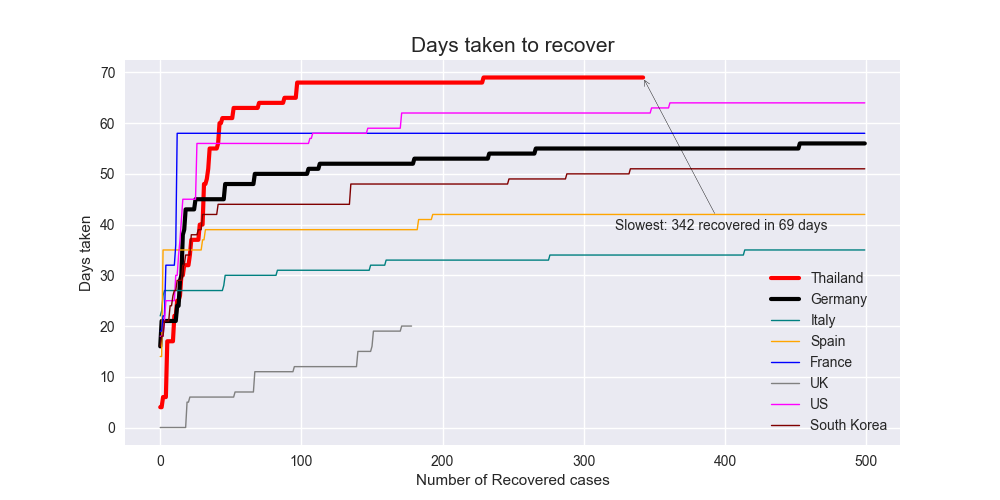 Days taken to recover
Days taken
70
60
50
40
30
20
10
0
Slowest: 342 recovered in 69 days
Thailand
Germany
Italy
Spain
France
UK
US
South Korea
0 100 200 300 400 500
Number of Recovered cases